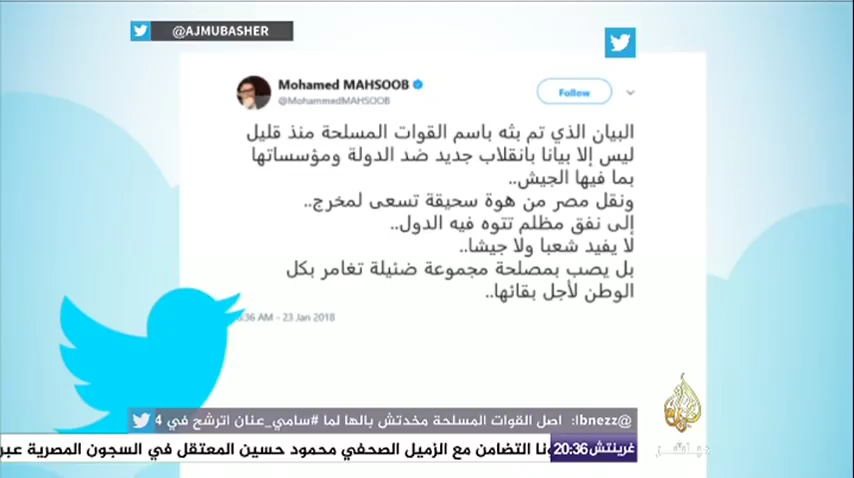 @AJMUBASHER
Mohamed MAHSOOB
@MohammedMAHSOOB
Follow
البيان الذي تم بثه باسم القوات المسلحة منذ قليل
ليس إلا بيانا بانقلاب جديد ضد الدولة ومؤسساتها
بما فيها الجيش..
ونقل مصر من هوة سحيقة تسعى لمخرج..
إلى نفق مظلم تتوه فيه الدول..
لا يفيد شعبا ولا جيشا..
بل يصب بمصلحة مجموعة ضئيلة تغامر بكل
الوطن لأجل بقائها..
:36 AM - 23 Jan 2018
@Ibnezz: اصل القوات المسلحة مخدتش بالها لما #سامي_عنان اترشح في 4
غرينتش 20:36
ونا التضامن مع الزميل الصحفي محمود حسين المعتقل في السجون المصرية عبر
مباشر